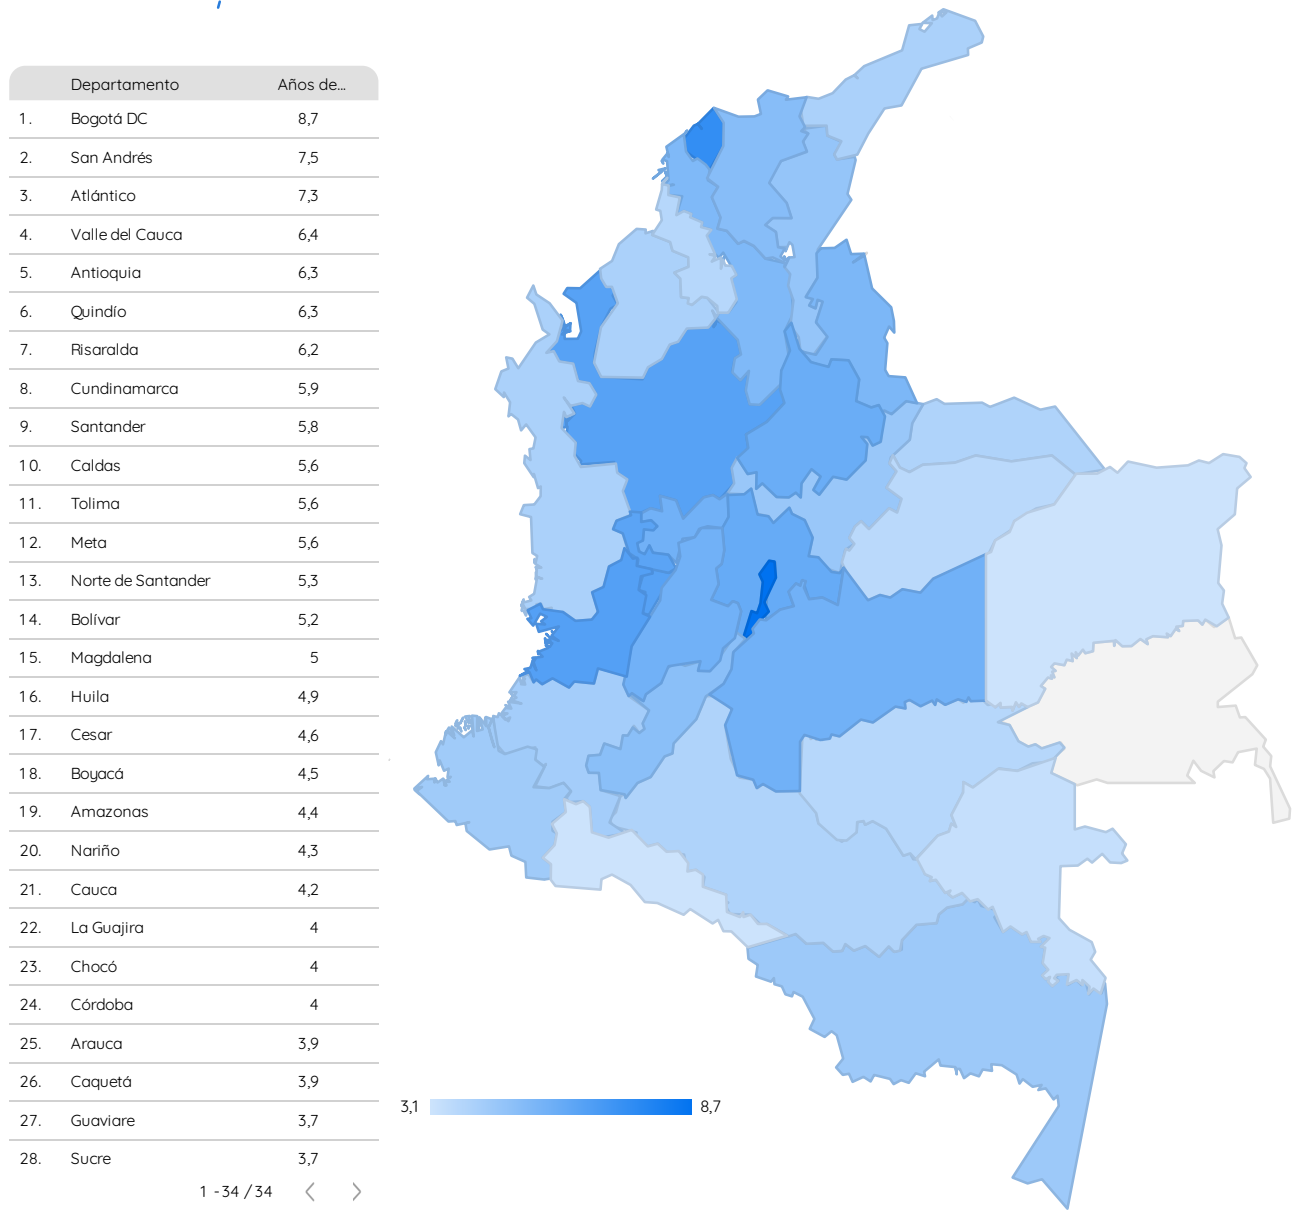 Departamento Años de...
1. Bogotá DC 8,7
2. San Andrés 7,5
3. Atlántico 7,3
4. Valle del Cauca 6,4
5. Antioquia 6,3
6. Quindío 6,3
7. Risaralda 6,2
8. Cundinamarca 5,9
9. Santander 5,8
10. Caldas 5,6
11. Tolima 5,6
12. Meta 5,6
13. Norte de Santander 5,3
14. Bolívar 5,2
15. Magdalena 5
16. Huila 4,9
17. Cesar 4,6
18. Boyacá 4,5
19. Amazonas 4,4
20. Nariño 4,3
21. Cauca 4,2
22. La Guajira 4
23. Chocó 4
24. Córdoba 4
25. Arauca 3,9
26. Caquetá 3,9
27. Guaviare 3,7
28. Sucre 3,7
1 - 34 / 34
3,1 8,7